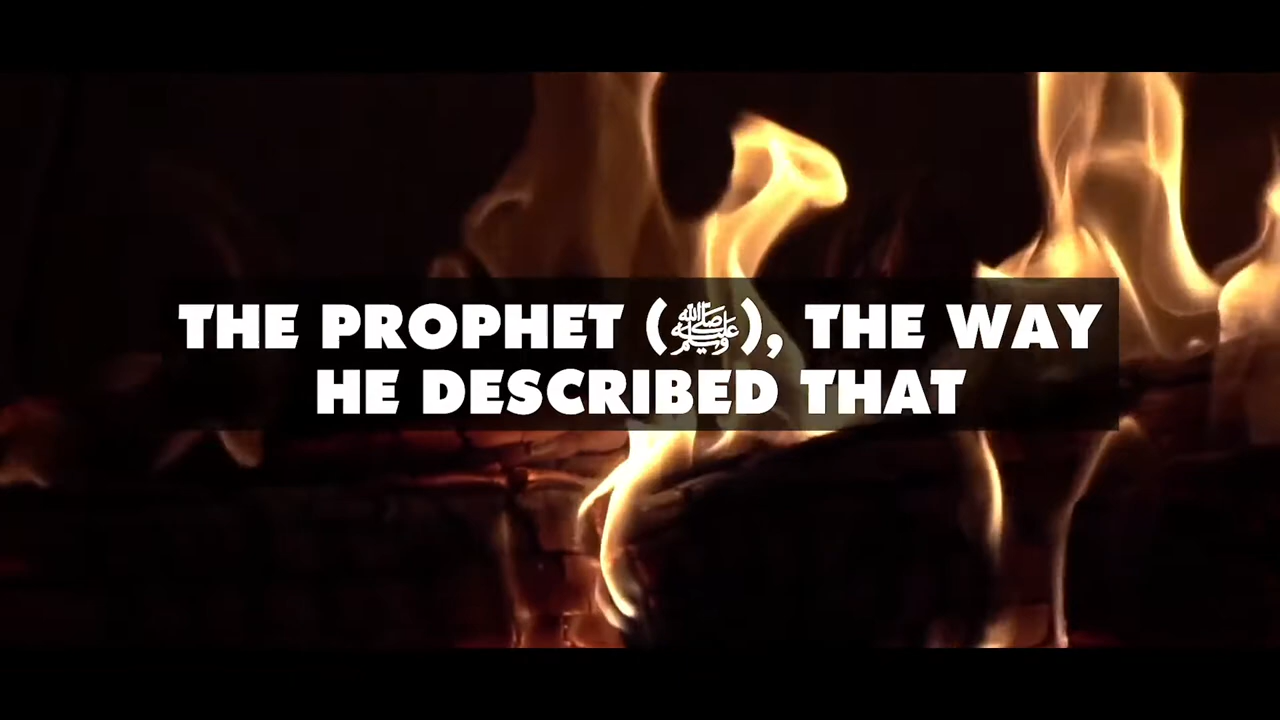 THE PROPHET (ﷺ), THE WAY
HE DESCRIBED THAT